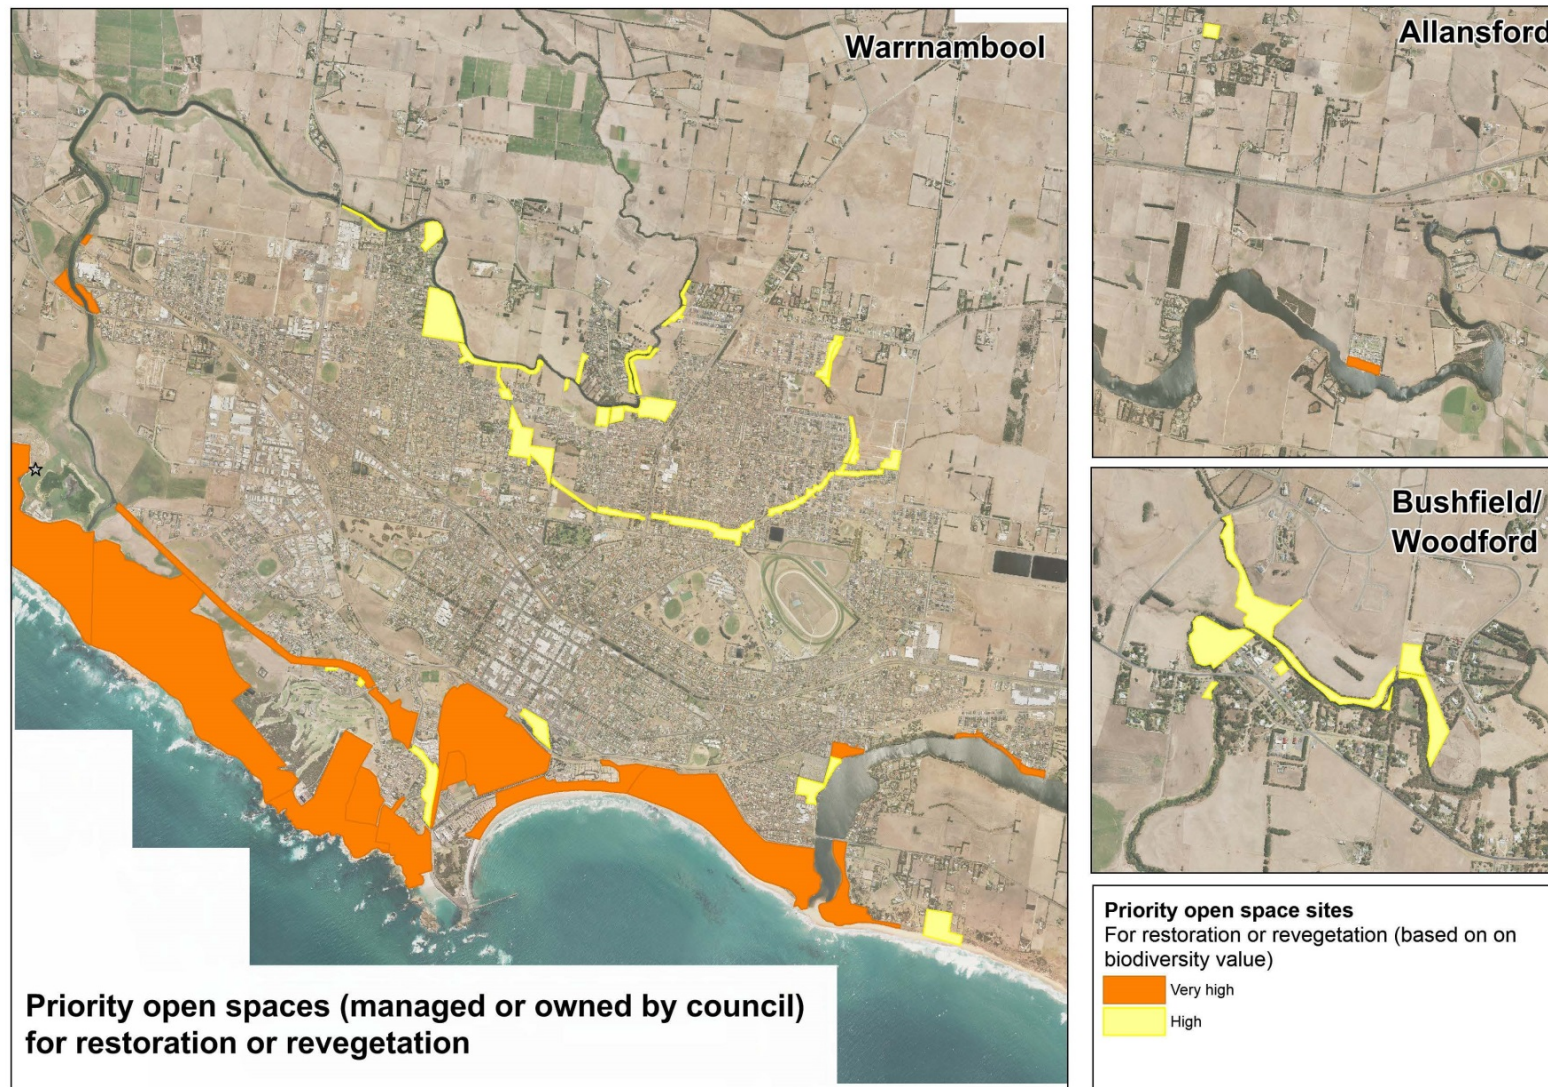 Warrnambool
Allansford
Bushfield/
Woodford
Priority open space sites
For restoration or revegetation (based on on
biodiversity value)
Very high
High
Priority open spaces (managed or owned by council)
for restoration or revegetation